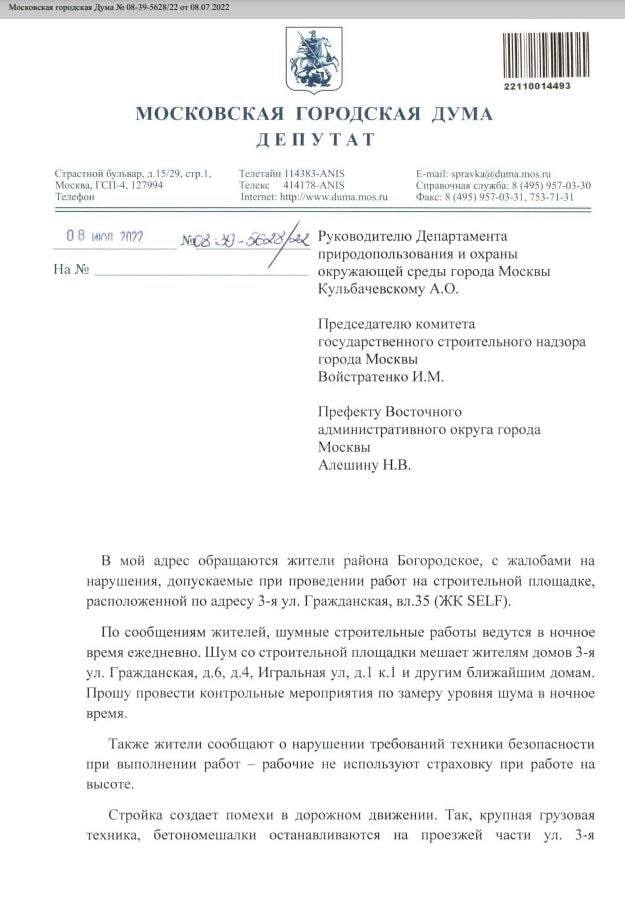 Московская городская Дума № 08-39-5628/22 от 08.07.2022
22110014493
МОСКОВСКАЯ ГОРОДСКАЯ ДУМА
ДЕПУТАТ
Страстной бульвар, д.15/29, стр.1,
Москва, ГСП-4, 127994
Телефон
Телетайп 114383-ANIS
Телекс 414178-ANIS
Internet: http://www.duma.mos.ru
E-mail: spravka@duma.mos.ru
Справочная служба: 8 (495) 957-03-30
Факс: 8 (495) 957-03-31, 753-71-31
08 ИЮЛ 2022 № 08-39-5628/22
На №
Руководителю Департамента
природопользования и охраны
окружающей среды города Москвы
Кульбачевскому А.О.
Председателю комитета
государственного строительного надзора
города Москвы
Войстратенко И.М.
Префекту Восточного
административного округа города
Москвы
Алешину Н.В.
В мой адрес обращаются жители района Богородское, с жалобами на
нарушения, допускаемые при проведении работ на строительной площадке,
расположенной по адресу 3-я ул. Гражданская, вл.35 (ЖК SELF).
По сообщениям жителей, шумные строительные работы ведутся в ночное
время ежедневно. Шум со строительной площадки мешает жителям домов 3-я
ул. Гражданская, д.6, д.4, Игральная ул, д.1 к.1 и другим ближайшим домам.
Прошу провести контрольные мероприятия по замеру уровня шума в ночное
время.
Также жители сообщают о нарушении требований техники безопасности
при выполнении работ – рабочие не используют страховку при работе на
высоте.
Стройка создает помехи в дорожном движении. Так, крупная грузовая
техника, бетономешалки останавливаются на проезжей части ул. 3-я